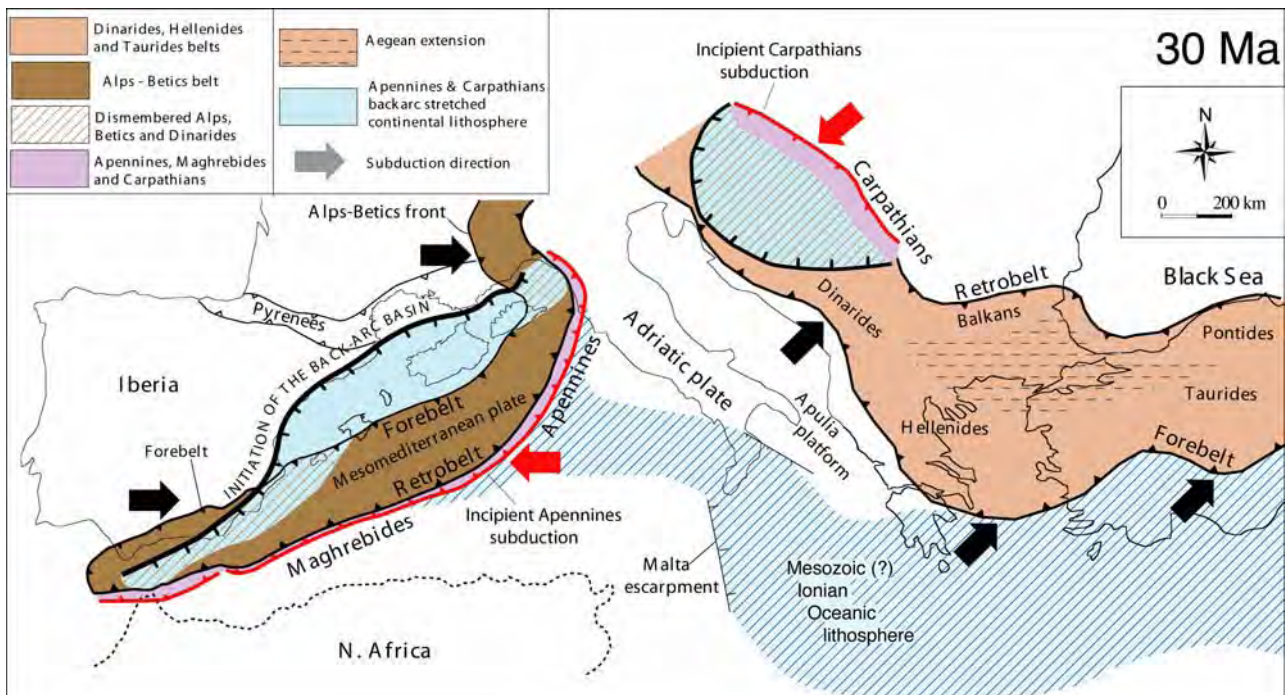 Dinarides, Hellenides
and Taurides belts
Alps - Betics belt
Dismembered Alps,
Betics and Dinarides
Apennines, Maghrebides
and Carpathians
Aegean extension
Apennines & Carpathians
backarc stretched
continental lithosphere
Subduction direction
30 Ma
N
0 200 km
Incipient Carpathians
subduction
Carpathians
Alps-Betics front
Pyrenees
INITIATION OF THE BACK-ARC BASIN
Iberia
Forebelt
Forebelt
Mesomediterranean plate
Retrobelt
Apennines
Maghrebides
Incipient Apennines
subduction
N. Africa
Adriatic plate
Apulia
platform
Dinarides
Retrobelt
Balkans
Black Sea
Pontides
Taurides
Hellenides
Forebelt
Malta
escarpment
Mesozoic (?)
Ionian
Oceanic
lithosphere